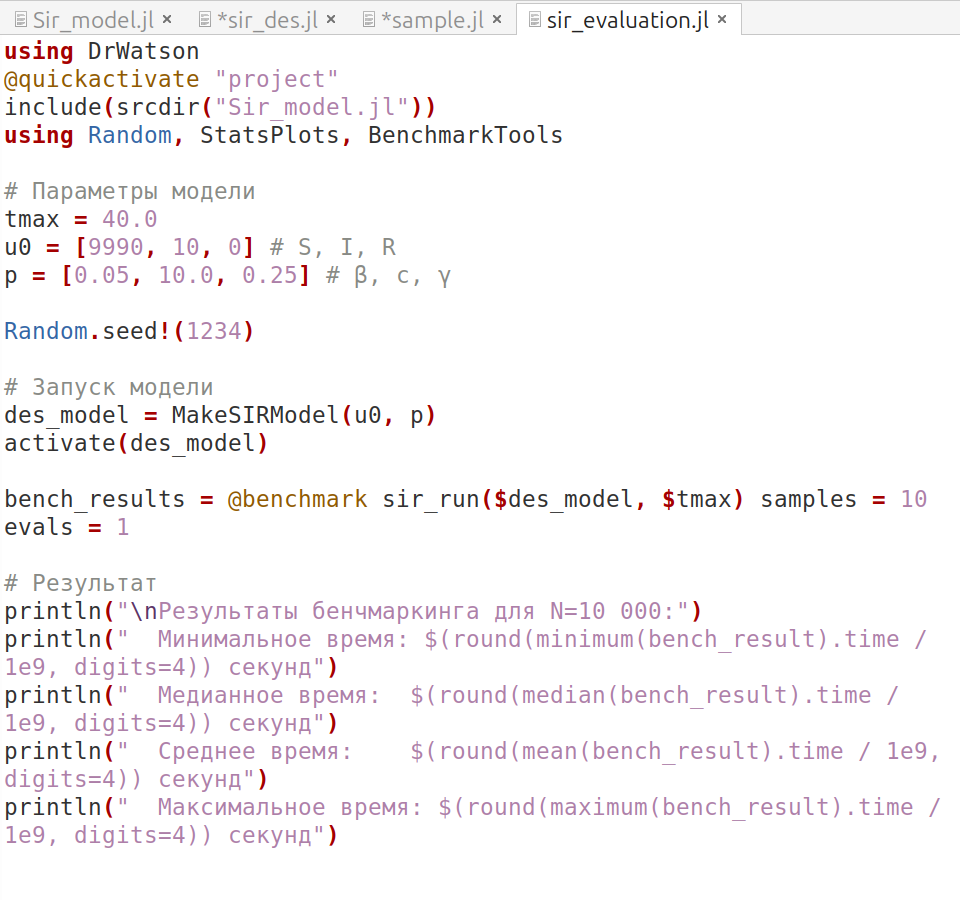 Sir_model.jl × *sir_des.jl × *sample.jl × sir_evaluation.jl ×
using DrWatson
@quickactivate "project"
include(srcdir("Sir_model.jl"))
using Random, StatsPlots, BenchmarkTools
# Параметры модели
tmax = 40.0
u0 = [9990, 10, 0] # S, I, R
p = [0.05, 10.0, 0.25] # β, c, γ
Random.seed!(1234)
# Запуск модели
des_model = MakeSIRModel(u0, p)
activate(des_model)
bench_results = @benchmark sir_run($des_model, $tmax) samples = 10
evals = 1
# Результат
println("\nРезультаты бенчмаркинга для N=10 000:")
println("  Минимальное время: $(round(minimum(bench_result).time /
1e9, digits=4)) секунд")
println("  Медианное время:  $(round(median(bench_result).time /
1e9, digits=4)) секунд")
println("  Среднее время:    $(round(mean(bench_result).time / 1e9,
digits=4)) секунд")
println("  Максимальное время: $(round(maximum(bench_result).time /
1e9, digits=4)) секунд")